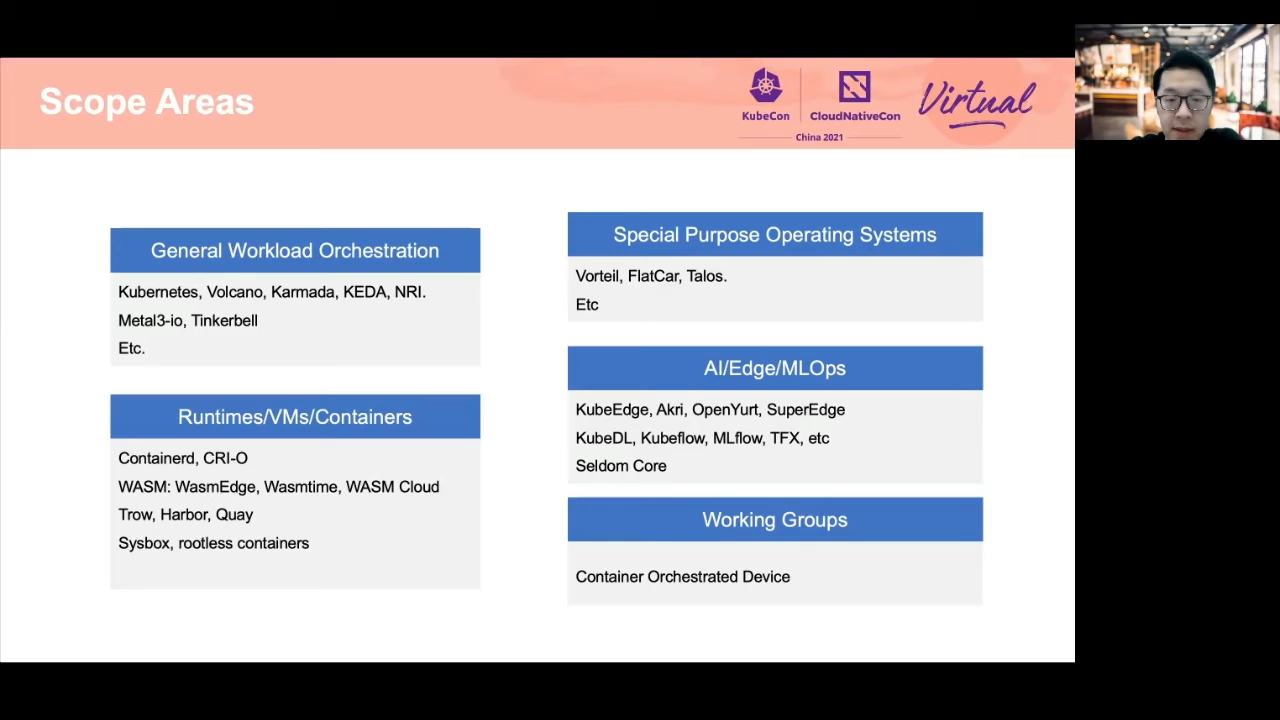 Scope Areas
KubeCon
CloudNativeCon
China 2021
Virtual
General Workload Orchestration
Kubernetes, Volcano, Karmada, KEDA, NRI.
Metal3-io, Tinkerbell
Etc.
Runtimes/VMs/Containers
Containerd, CRI-O
WASM: WasmEdge, Wasmtime, WASM Cloud
Trow, Harbor, Quay
Sysbox, rootless containers
Special Purpose Operating Systems
Vorteil, FlatCar, Talos.
Etc
AI/Edge/MLOps
KubeEdge, Akri, OpenYurt, SuperEdge
KubeDL, Kubeflow, MLflow, TFX, etc
Seldom Core
Working Groups
Container Orchestrated Device